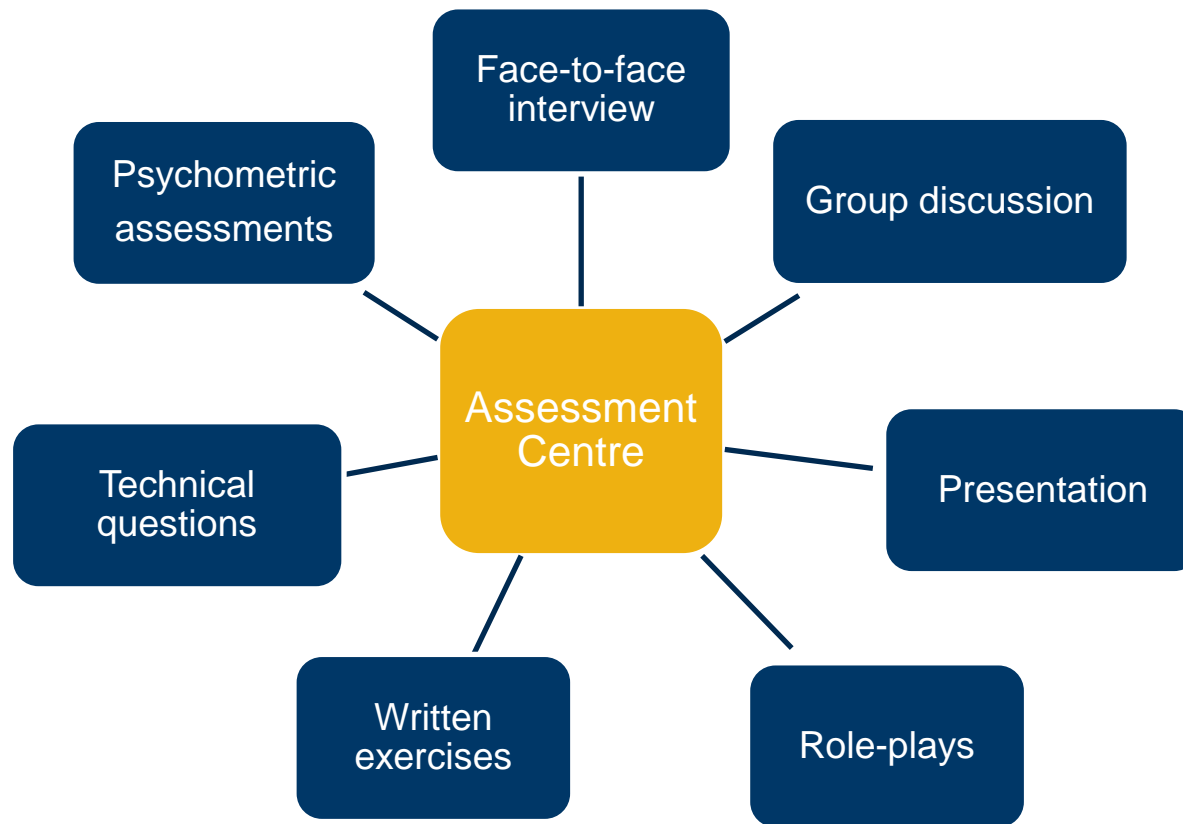 Face-to-face
interview
Psychometric
assessments
Group discussion
Assessment
Centre
Technical
questions
Presentation
Written
exercises
Role-plays